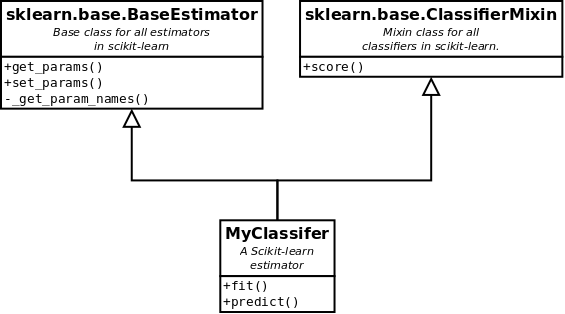 sklearn.base.BaseEstimator
Base class for all estimators
in scikit-learn
+get_params()
+set_params()
-_get_param_names()
sklearn.base.ClassifierMixin
Mixin class for all
classifiers in scikit-learn.
+score()
MyClassifer
A Scikit-learn
estimator
+fit()
+predict()